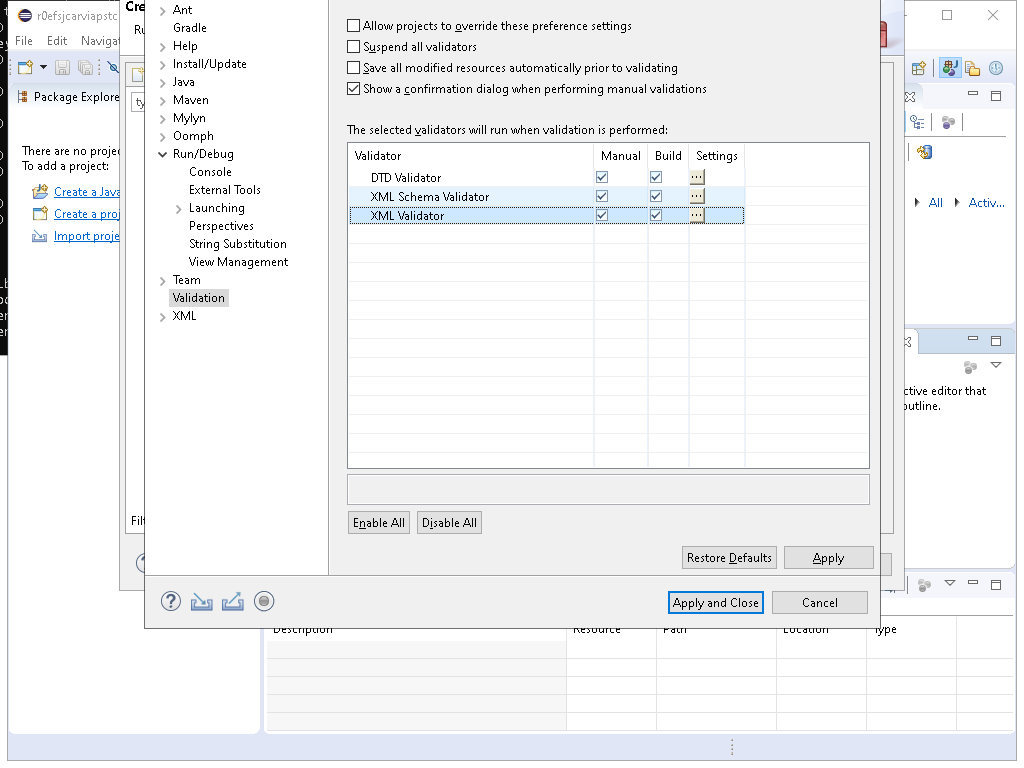 r0efsjcarviapstc
File Edit Navigat
Package Explore
There are no proje
To add a project:
Create a Java
Create a proj
Import proje
Cre
Ru
ty
Filt
Ant
Gradle
Help
Install/Update
Java
Maven
Mylyn
Oomph
Run/Debug
Console
External Tools
Launching
Perspectives
String Substitution
View Management
Team
Validation
XML
Allow projects to override these preference settings
Suspend all validators
Save all modified resources automatically prior to validating
Show a confirmation dialog when performing manual validations
The selected validators will run when validation is performed:
Validator Manual Build Settings
DTD Validator ...
XML Schema Validator ...
XML Validator ...
Enable All Disable All
Restore Defaults Apply
Apply and Close Cancel
All Activ...
ctive editor that
outline.
Description Resource Path Location Type